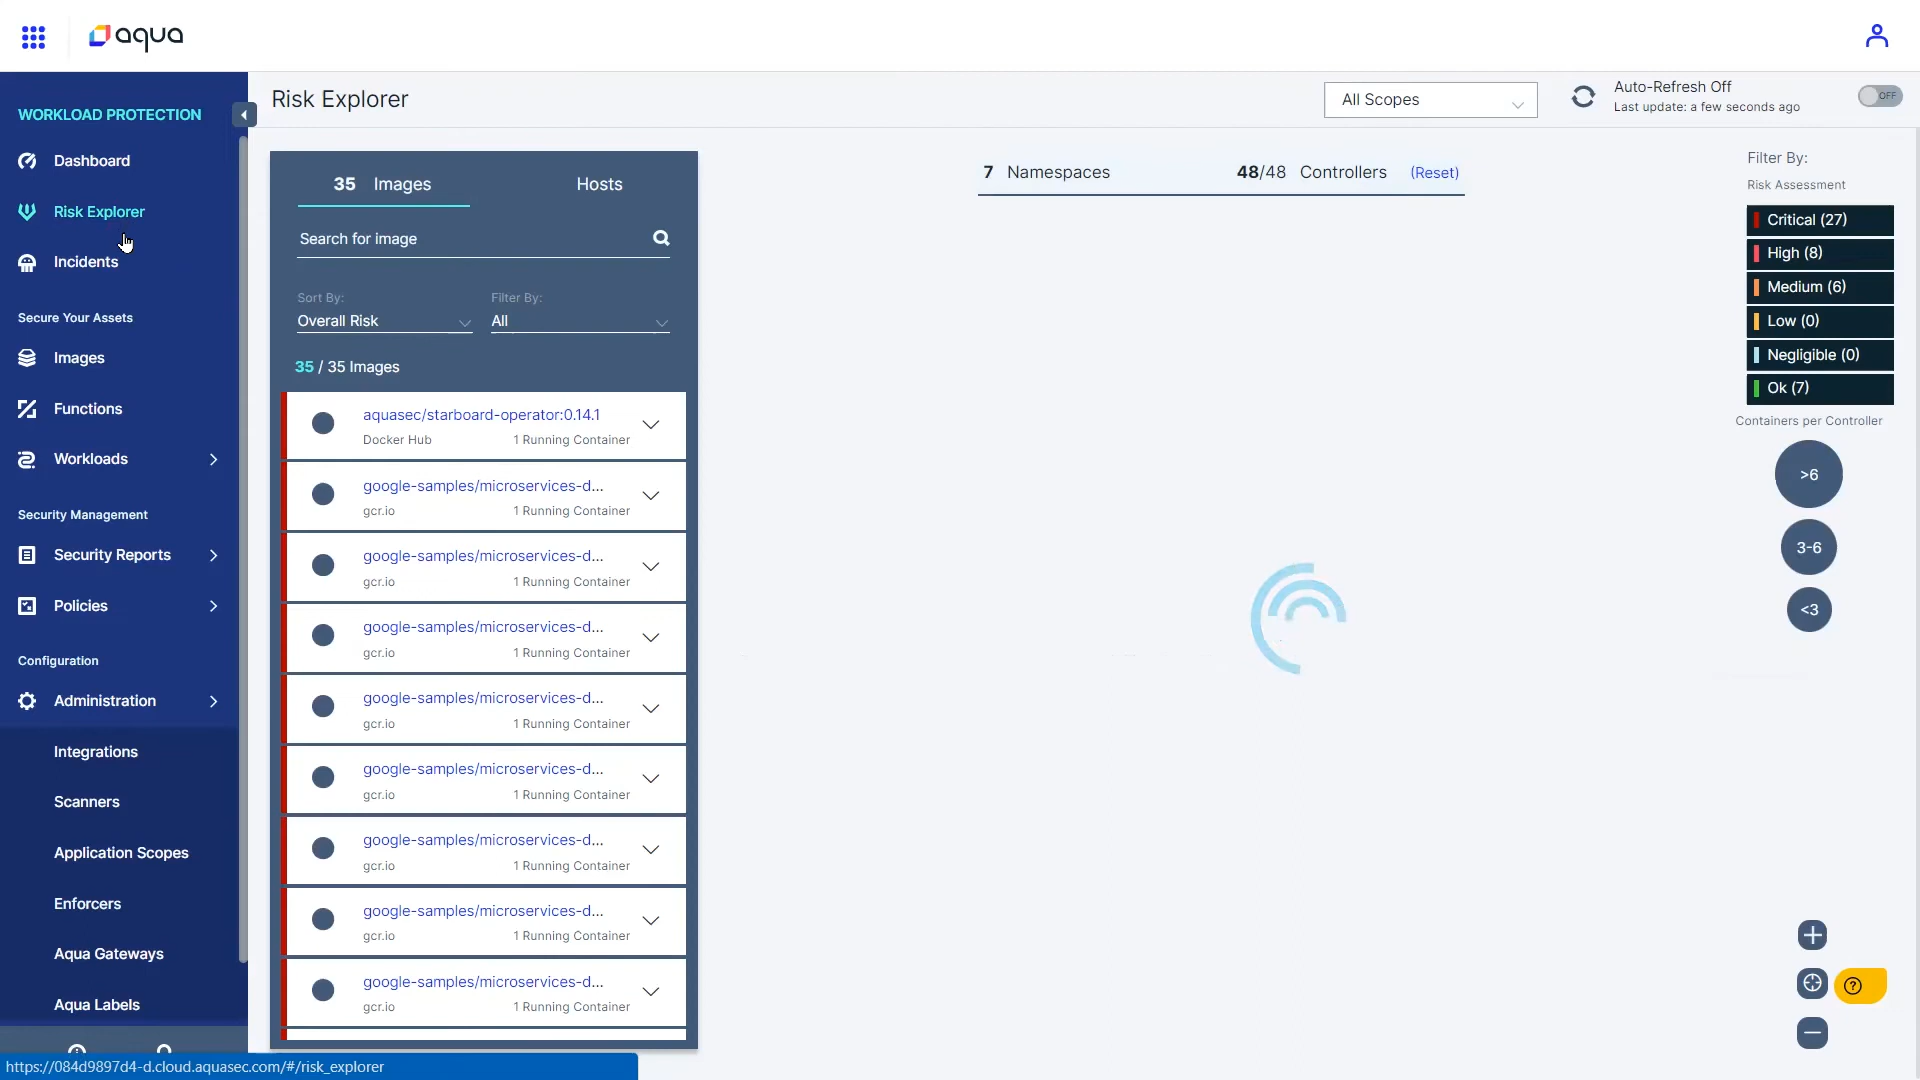 aqua
Risk Explorer
All Scopes
Auto-Refresh Off
Last update: a few seconds ago
OFF
WORKLOAD PROTECTION
Dashboard
Risk Explorer
Incidents
Secure Your Assets
Images
Functions
Workloads
Security Management
Security Reports
Policies
Configuration
Administration
Integrations
Scanners
Application Scopes
Enforcers
Aqua Gateways
Aqua Labels
https://084d9897d4-d.cloud.aquasec.com/#/risk_explorer
35 Images
Hosts
Search for image
Sort By:
Filter By:
Overall Risk
All
35 / 35 Images
aquasec/starboard-operator:0.14.1
Docker Hub 1 Running Container
google-samples/microservices-d...
gcr.io 1 Running Container
google-samples/microservices-d...
gcr.io 1 Running Container
google-samples/microservices-d...
gcr.io 1 Running Container
google-samples/microservices-d...
gcr.io 1 Running Container
google-samples/microservices-d...
gcr.io 1 Running Container
google-samples/microservices-d...
gcr.io 1 Running Container
google-samples/microservices-d...
gcr.io 1 Running Container
google-samples/microservices-d...
gcr.io 1 Running Container
7 Namespaces
48/48 Controllers (Reset)
Filter By:
Risk Assessment
Critical (27)
High (8)
Medium (6)
Low (0)
Negligible (0)
Ok (7)
Containers per Controller
>6
3-6
<3
?